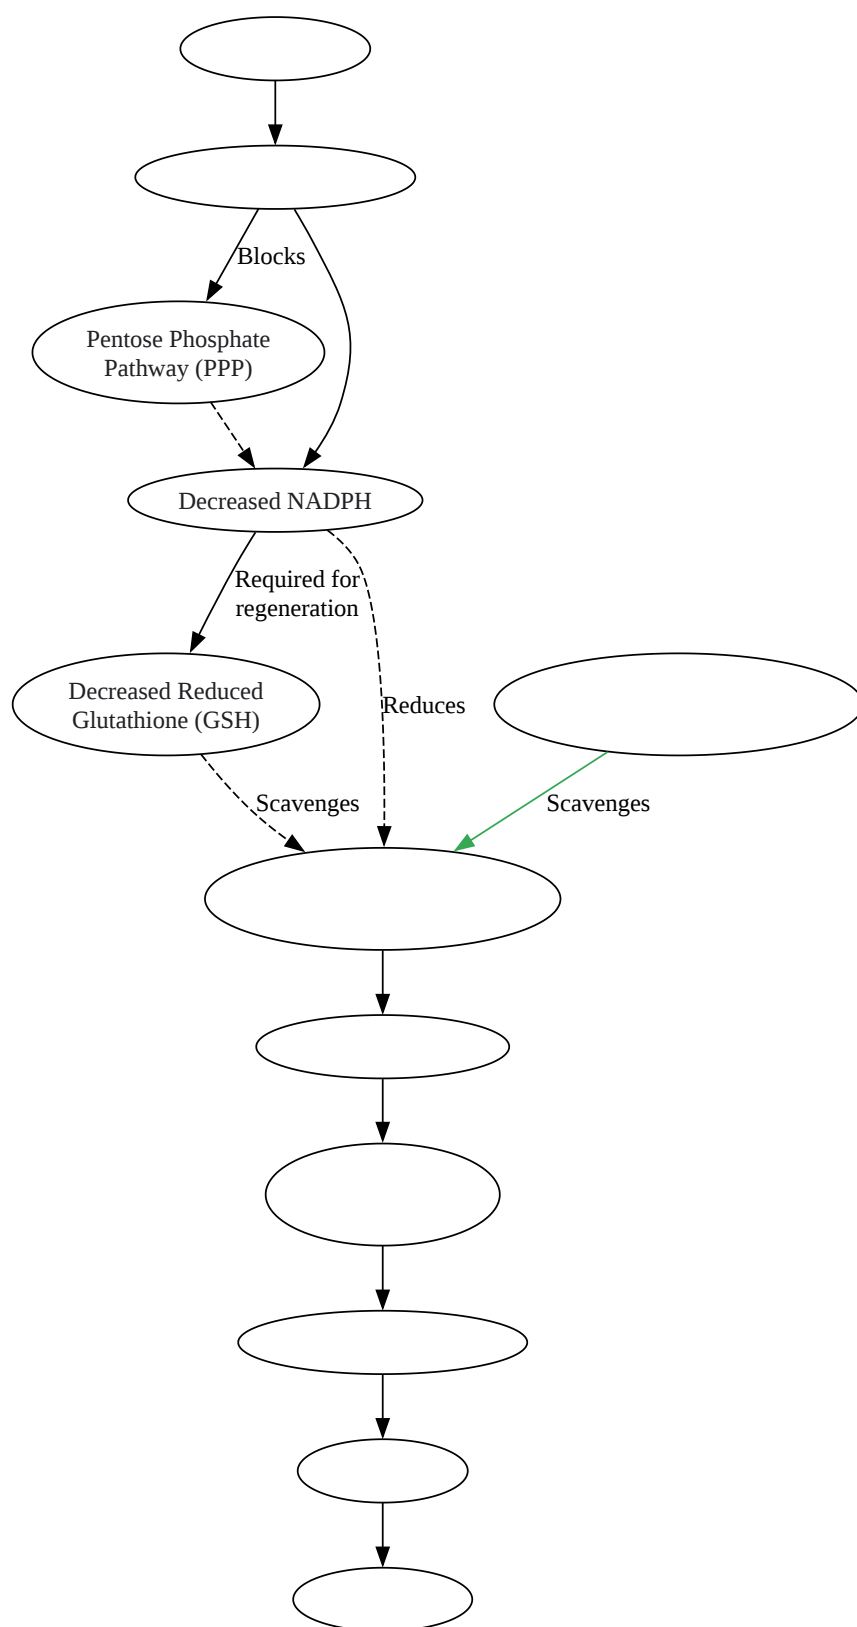 Blocks
Pentose Phosphate
Pathway (PPP)
Decreased NADPH
Required for
regeneration
Decreased Reduced
Glutathione (GSH)
Reduces
Scavenges
Scavenges